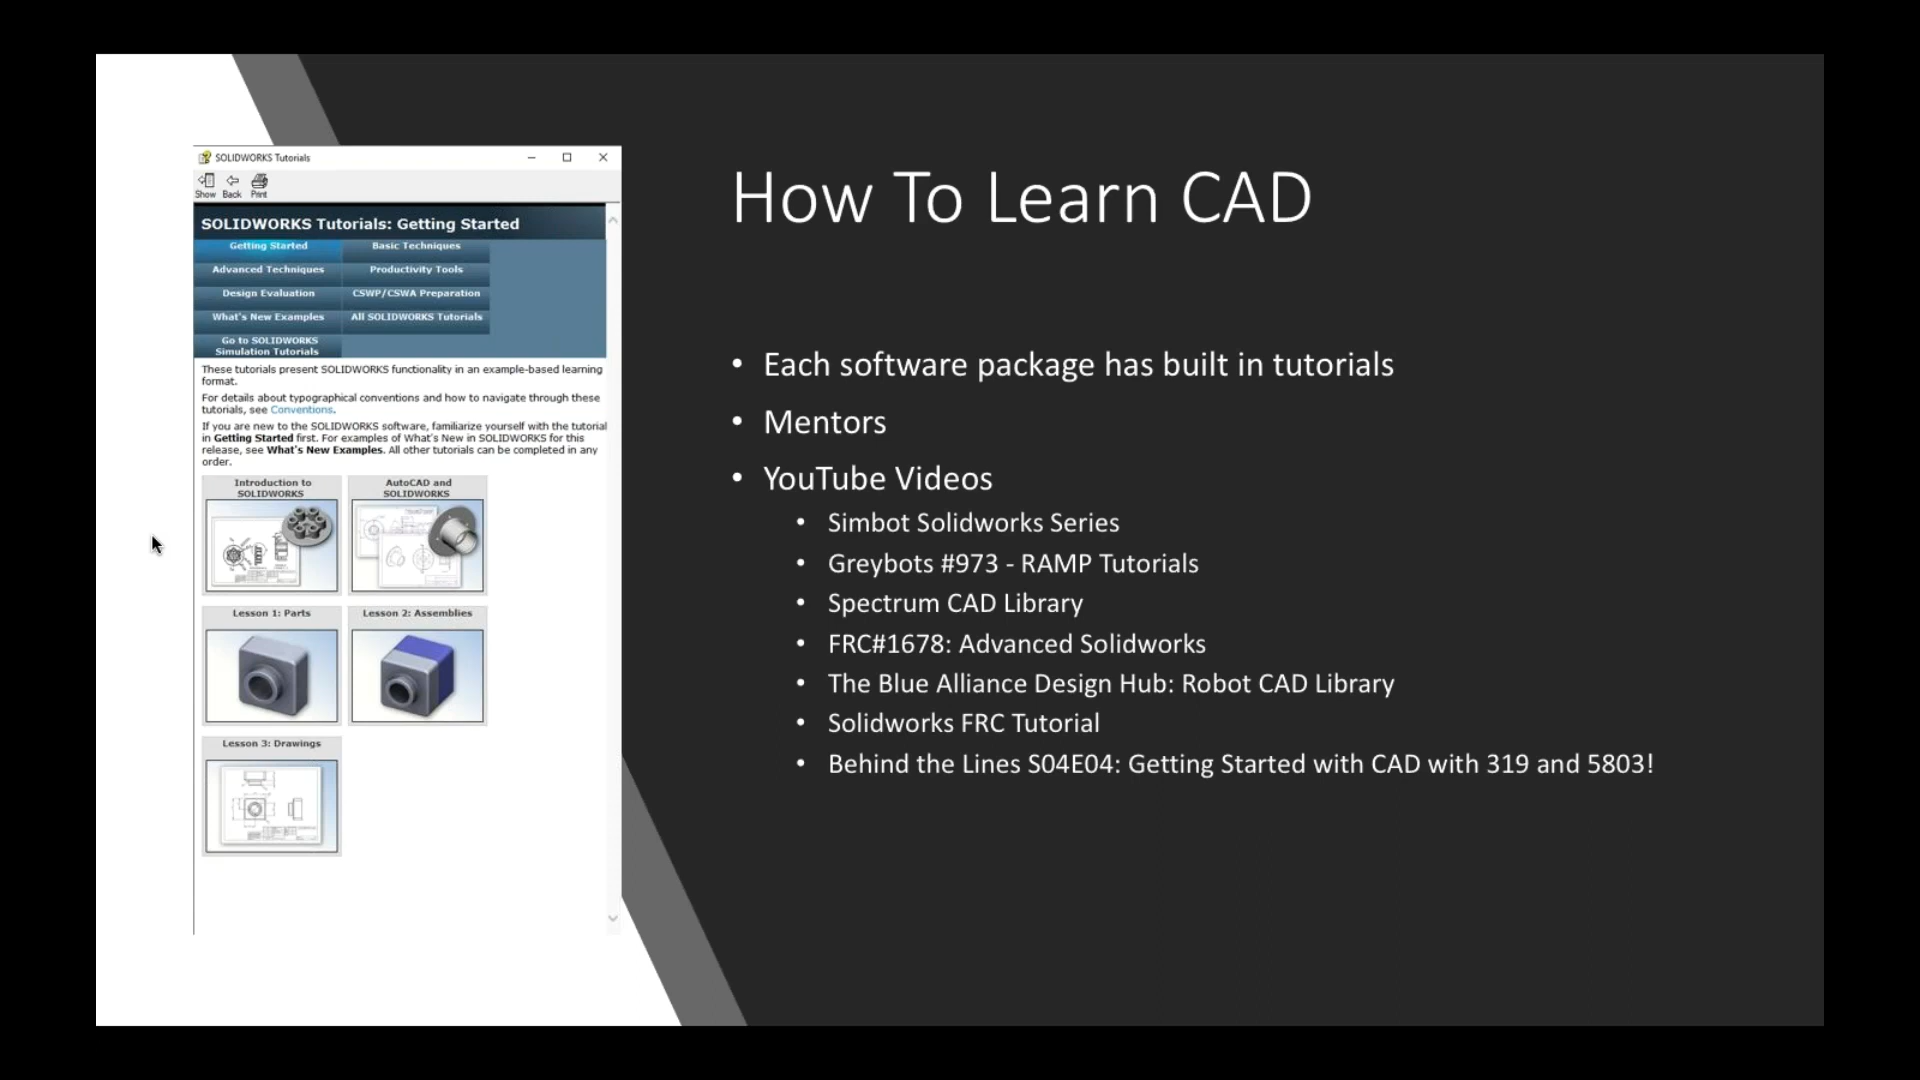 SOLIDWORKS Tutorials
Show Back Print
SOLIDWORKS Tutorials: Getting Started
Getting Started Basic Techniques
Advanced Techniques Productivity Tools
Design Evaluation CSWP/CSWA Preparation
What's New Examples All SOLIDWORKS Tutorials
Go to SOLIDWORKS
Simulation Tutorials
These tutorials present SOLIDWORKS functionality in an example-based learning
format.
For details about typographical conventions and how to navigate through these
tutorials, see Conventions.
If you are new to the SOLIDWORKS software, familiarize yourself with the tutorial
in Getting Started first. For examples of What's New in SOLIDWORKS for this
release, see What's New Examples. All other tutorials can be completed in any
order.
Introduction to
SOLIDWORKS
AutoCAD and
SOLIDWORKS
Lesson 1: Parts
Lesson 2: Assemblies
Lesson 3: Drawings
How To Learn CAD
• Each software package has built in tutorials
• Mentors
• YouTube Videos
• Simbot Solidworks Series
• Greybots #973 - RAMP Tutorials
• Spectrum CAD Library
• FRC#1678: Advanced Solidworks
• The Blue Alliance Design Hub: Robot CAD Library
• Solidworks FRC Tutorial
• Behind the Lines S04E04: Getting Started with CAD with 319 and 5803!